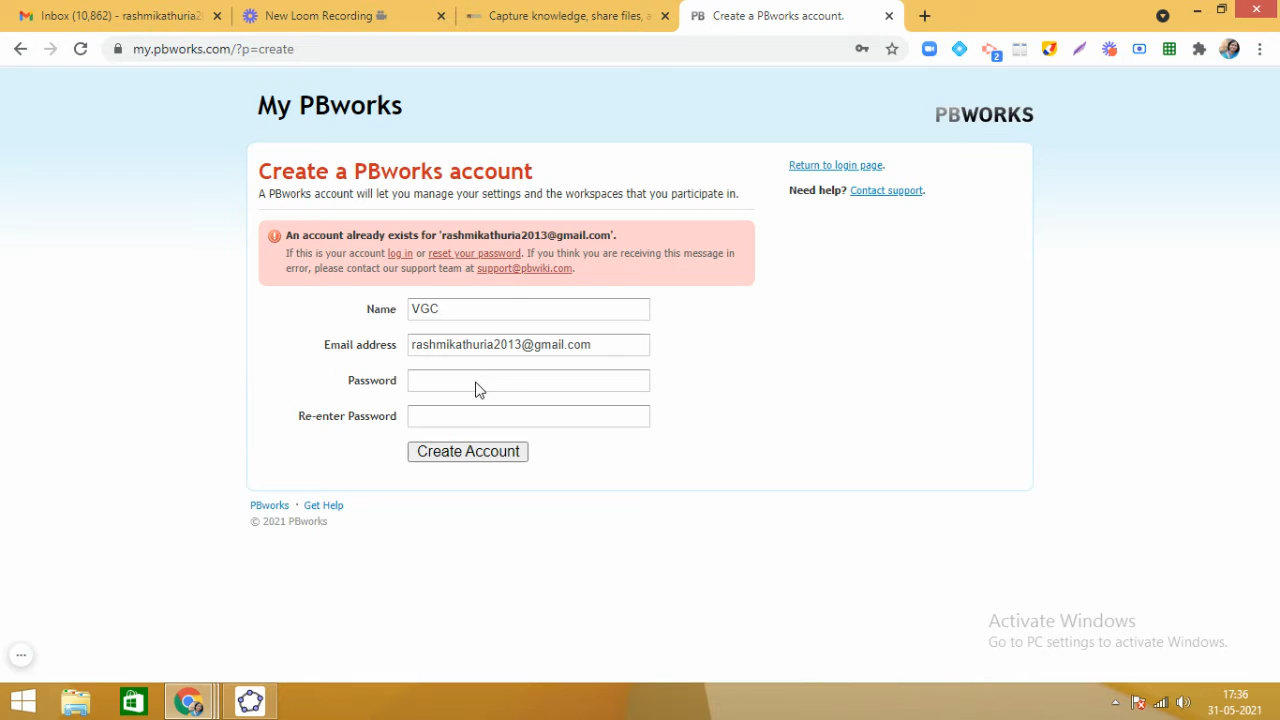 Inbox (10,862) - rashmikathuria2
New Loom Recording
Capture knowledge, share files, a
PB Create a PBworks account.
my.pbworks.com/?p=create
2
My PBworks
PBWORKS
Create a PBworks account
A PBworks account will let you manage your settings and the workspaces that you participate in.
Return to login page.
Need help? Contact support.
An account already exists for 'rashmikathuria2013@gmail.com'.
If this is your account log in or reset your password. If you think you are receiving this message in
error, please contact our support team at support@pbwiki.com.
Name VGC
Email address rashmikathuria2013@gmail.com
Password
Re-enter Password
Create Account
PBworks · Get Help
© 2021 PBworks
Activate Windows
Go to PC settings to activate Windows.
17:36
31-05-2021